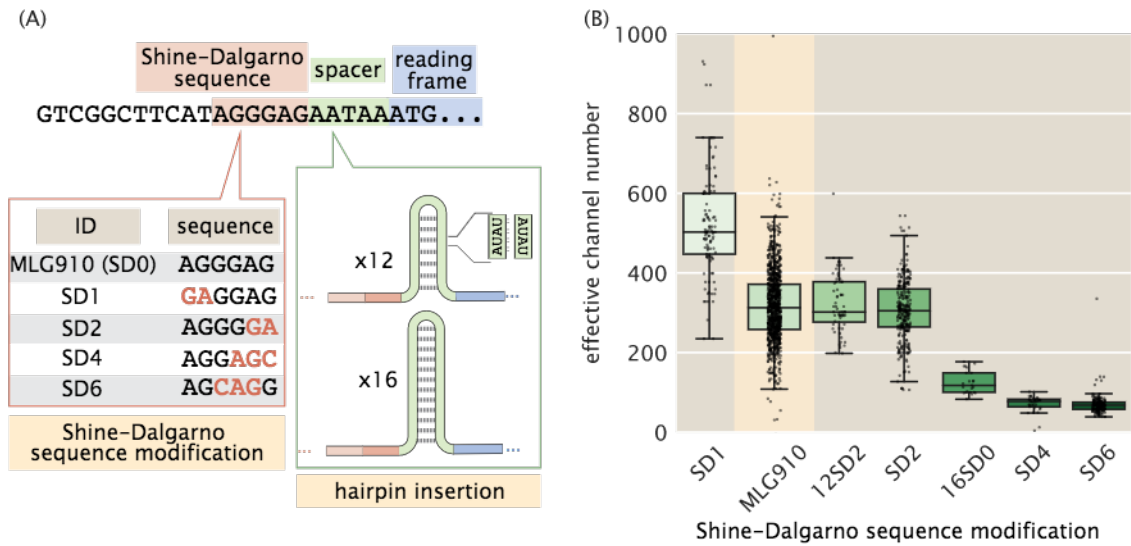 (A)
Shine-Dalgarno
sequence
spacer
reading
frame
GTCGGCTTCATAGGGAGAATAAATG...
ID sequence
MLG910 (SD0) AGGGAG
SD1 GAGGAG
SD2 AGGGGA
SD4 AGGAGC
SD6 AGCAGG
Shine-Dalgarno
sequence modification
x12
AUAU
AUAU
x16
hairpin insertion
(B)
effective channel number
1000
800
600
400
200
0
SD1
MLG910
12SD2
SD2
16SD0
SD4
SD6
Shine-Dalgarno sequence modification